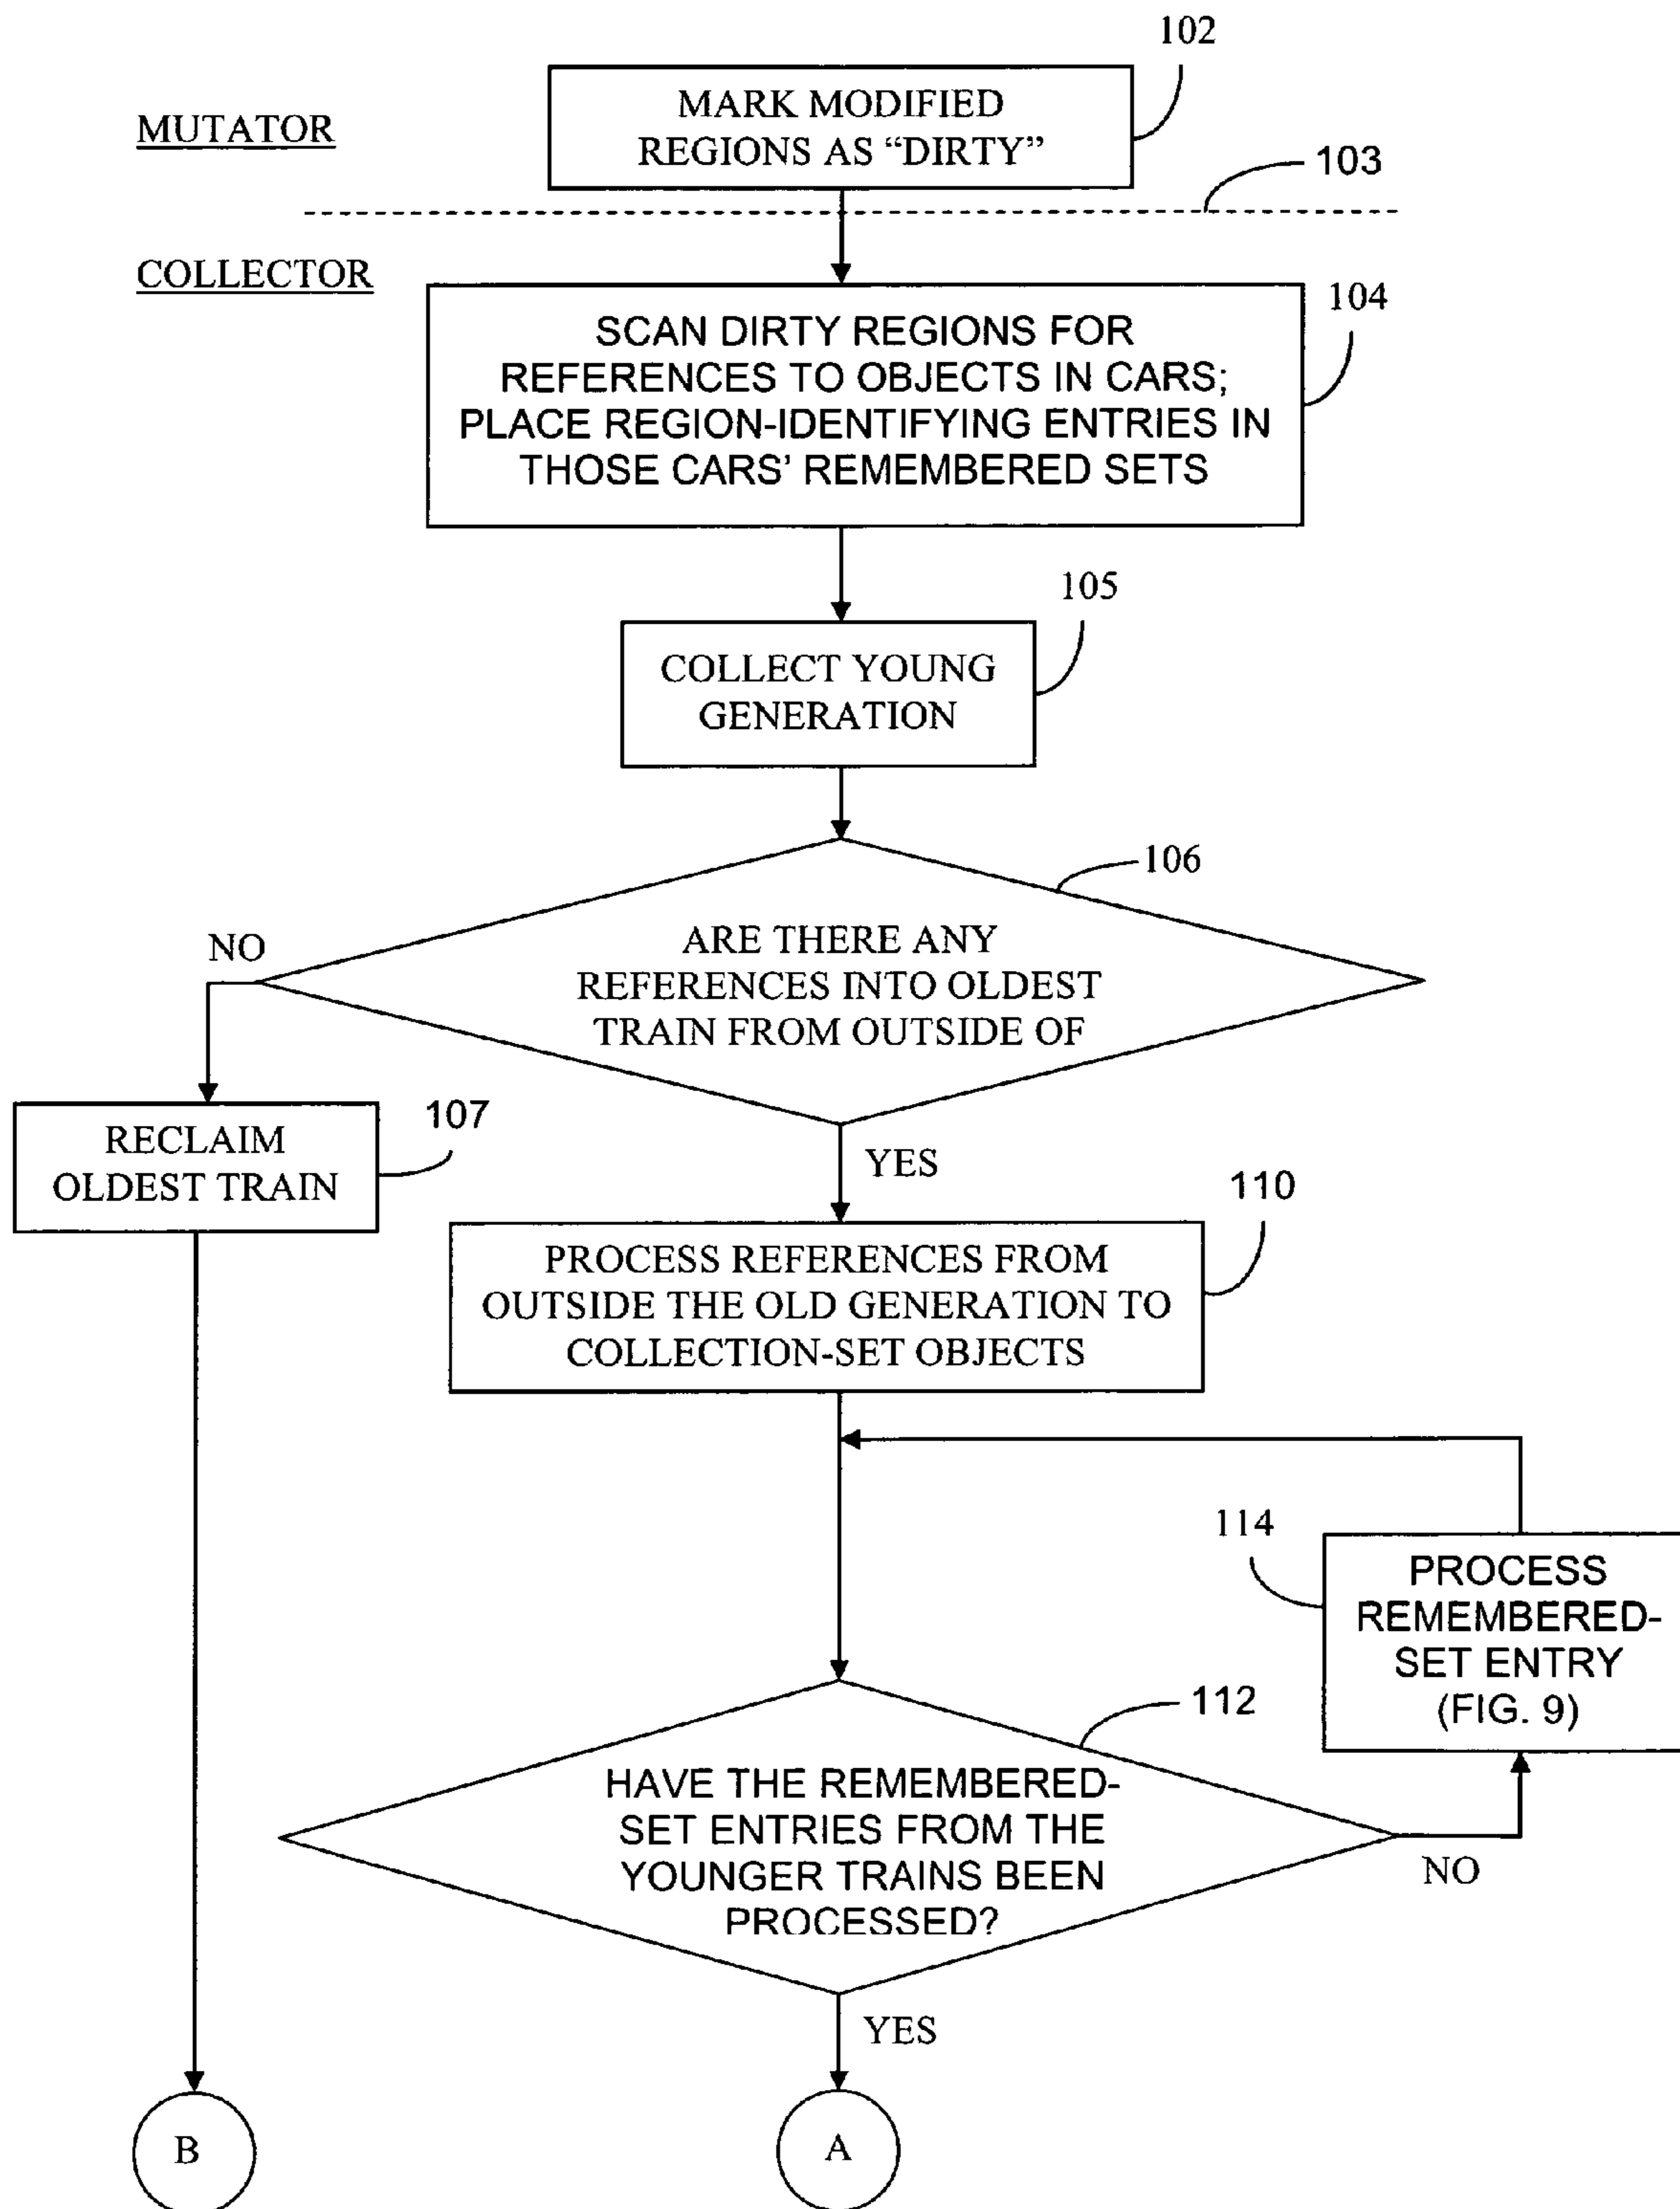 102
MARK MODIFIED
REGIONS AS “DIRTY”
MUTATOR
103
COLLECTOR
104
SCAN DIRTY REGIONS FOR
REFERENCES TO OBJECTS IN CARS;
PLACE REGION-IDENTIFYING ENTRIES IN
THOSE CARS’ REMEMBERED SETS
105
COLLECT YOUNG
GENERATION
106
NO
ARE THERE ANY
REFERENCES INTO OLDEST
TRAIN FROM OUTSIDE OF
107
RECLAIM
OLDEST TRAIN
YES
110
PROCESS REFERENCES FROM
OUTSIDE THE OLD GENERATION TO
COLLECTION-SET OBJECTS
114
PROCESS
REMEMBERED-
SET ENTRY
(FIG. 9)
112
HAVE THE REMEMBERED-
SET ENTRIES FROM THE
YOUNGER TRAINS BEEN
PROCESSED?
NO
YES
B
A